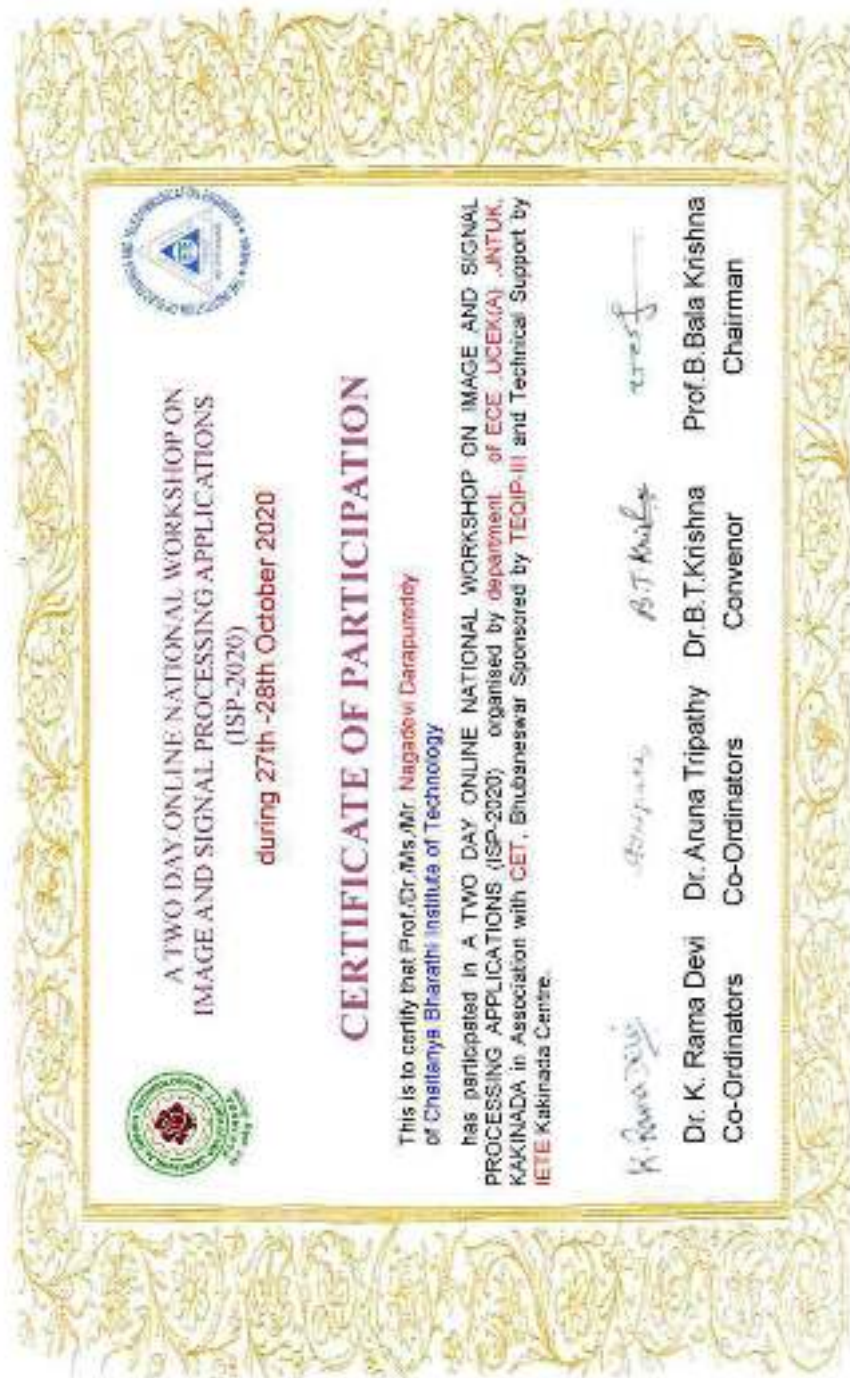 A TWO DAY ONLINE NATIONAL WORKSHOP ON
IMAGE AND SIGNAL PROCESSING APPLICATIONS
(ISP-2020)
during 27th -28th October 2020
CERTIFICATE OF PARTICIPATION
This is to certify that Prof./Dr./Ms./Mr. Nagadevi Darapureddy
of Chaitanya Bharathi Institute of Technology
has participated in A TWO DAY ONLINE NATIONAL WORKSHOP ON IMAGE AND SIGNAL
PROCESSING APPLICATIONS (ISP-2020) organised by department of ECE ,UCEK(A) ,JNTUK,
KAKINADA in Association with CET, Bhubaneswar Sponsored by TEQIP-III and Technical Support by
IETE Kakinada Centre.
K. Rama Devi
B.T. Krishna
Dr. K. Rama Devi Dr. Aruna Tripathy Dr.B.T.Krishna Prof.B.Bala Krishna
Co-Ordinators Co-Ordinators Convenor Chairman